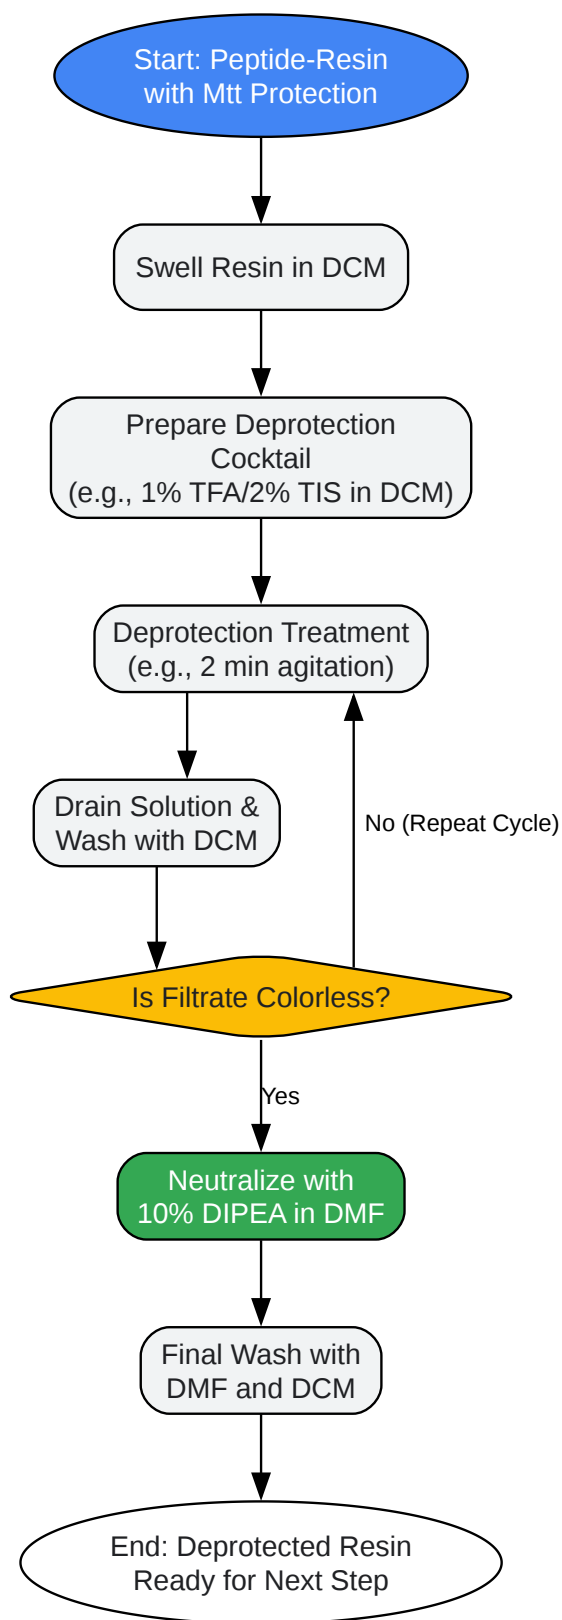 Start: Peptide-Resin
with Mtt Protection
Swell Resin in DCM
Prepare Deprotection
Cocktail
(e.g., 1% TFA/2% TIS in DCM)
Deprotection Treatment
(e.g., 2 min agitation)
Drain Solution &
Wash with DCM
No (Repeat Cycle)
Is Filtrate Colorless?
Yes
Neutralize with
10% DIPEA in DMF
Final Wash with
DMF and DCM
End: Deprotected Resin
Ready for Next Step